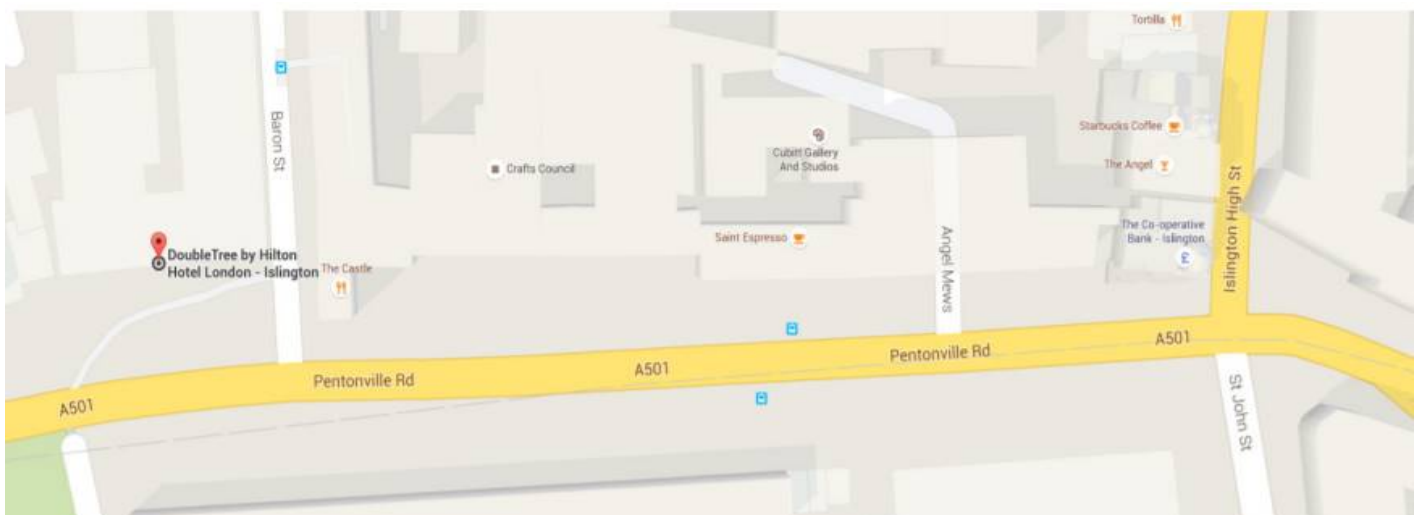 Tortilla
Baron St
Starbucks Coffee
Cubitt Gallery
And Studios
Crafts Council
The Angel
Islington High St
The Co-operative
Bank - Islington
£
Saint Espresso
Angel Mews
DoubleTree by Hilton
Hotel London - Islington
The Castle
A501
Pentonville Rd
A501
Pentonville Rd
A501
St John St